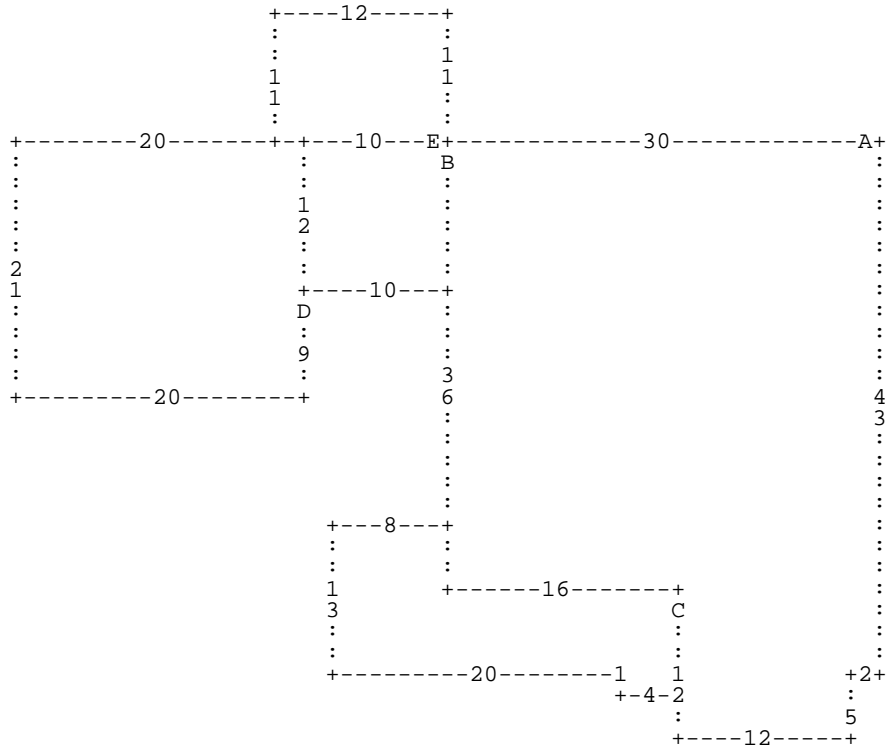 +----12-----+
:           :
:           1
1           1
1           :
:           :
+--------20-------+-+---10---E+-------------30-------------A+
:                   :         B                             :
:                   :         :                             :
:                   1         :                             :
:                   2         :                             :
:                   :         :                             :
2                   :         :                             :
1                   +----10---+                             :
:                   D         :                             :
:                   :         :                             :
:                   9         :                             :
:                   :         3                             :
+---------20--------+         6                             4
:                             3
:                             :
:                             :
:                             :
:                             :
+---8---+                             :
:       :                             :
:       :                             :
1       +------16-------+             :
3                       C             :
:                       :             :
:                       :             :
+---------20--------1   1           +2+
+-4-2           :
:           5
+----12-----+